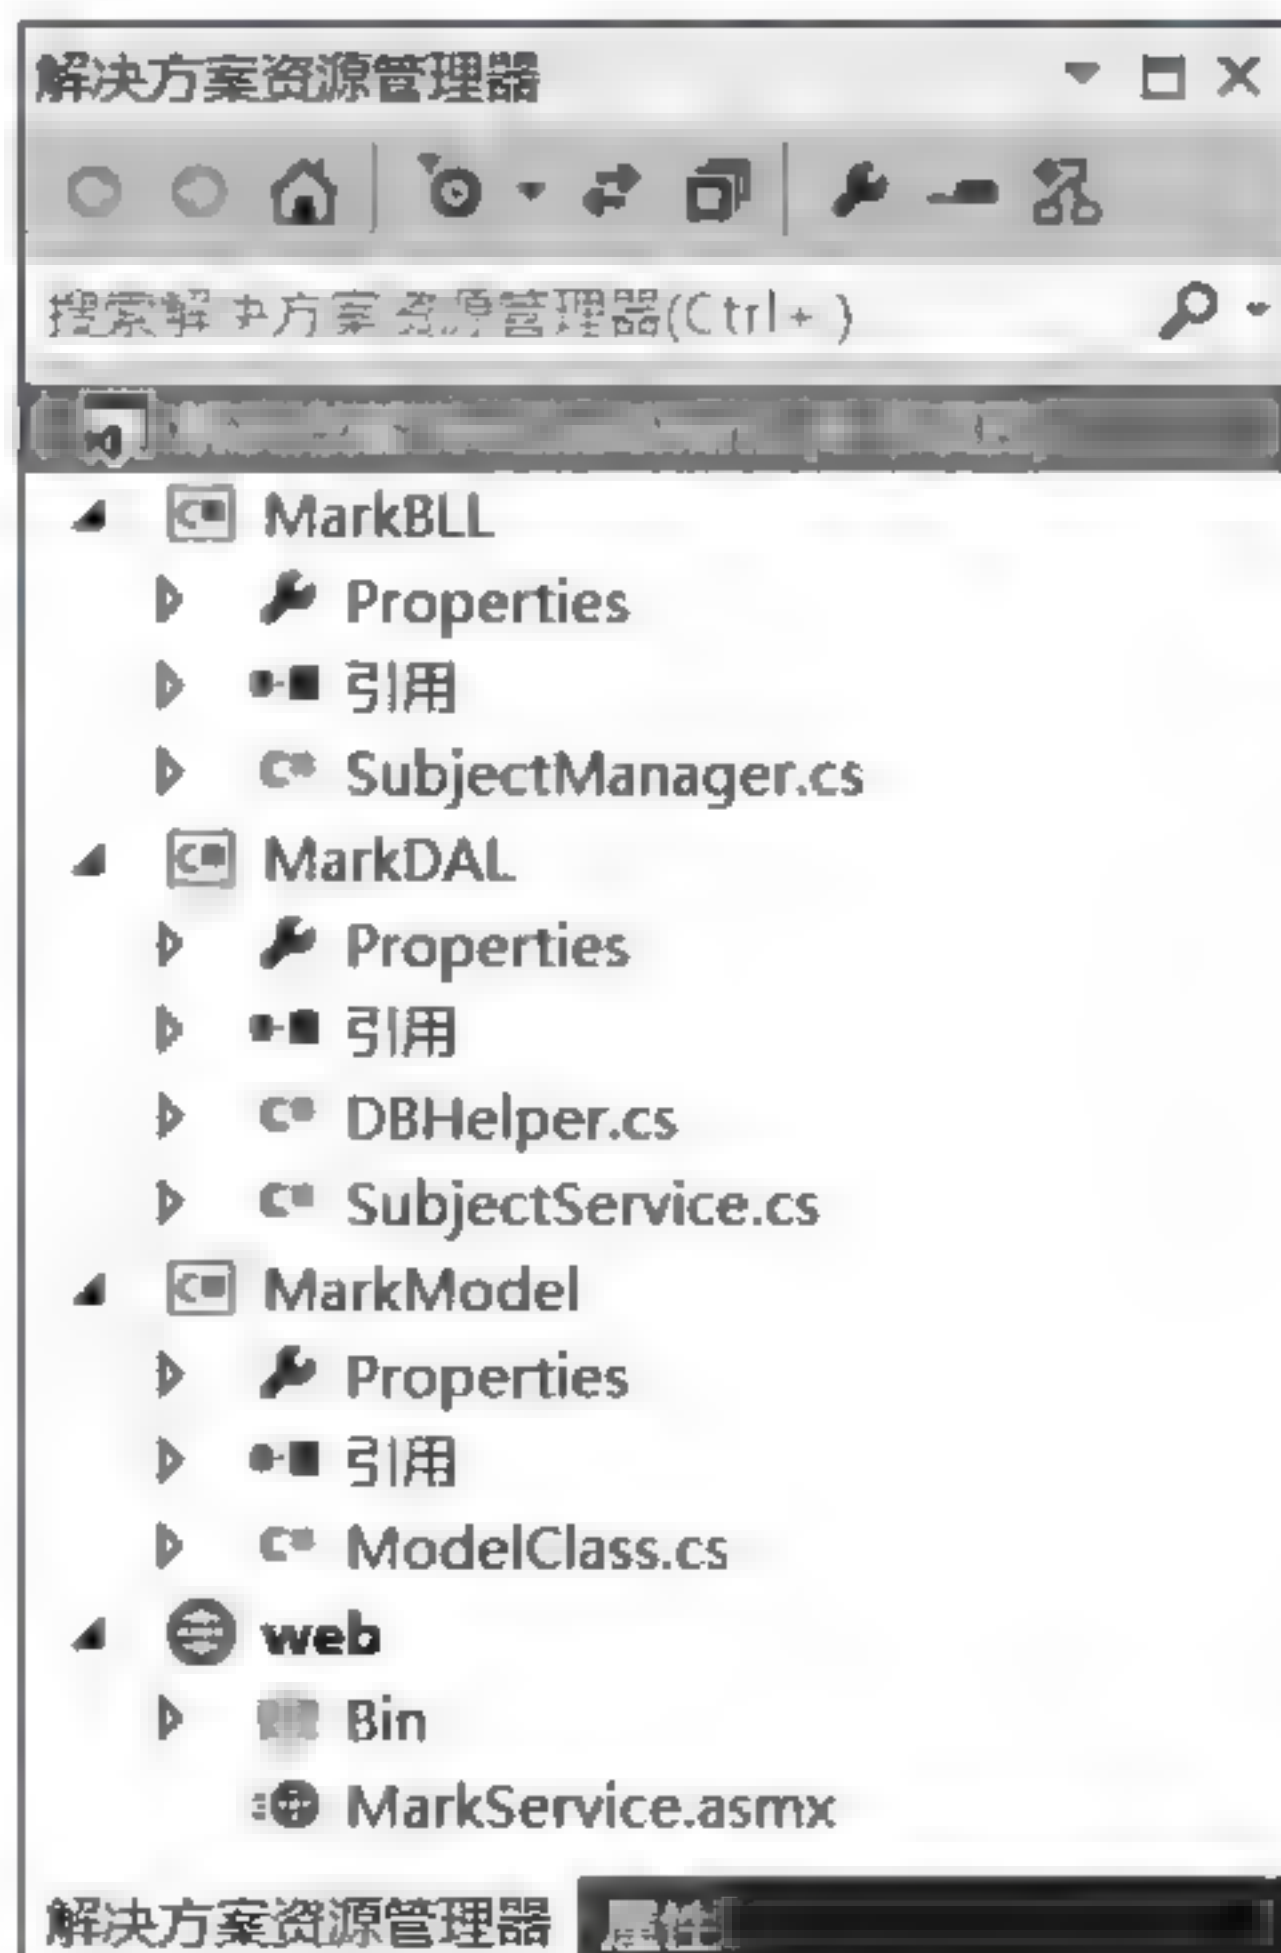 解决方案资源管理器
搜索解决方案资源管理器(Ctrl+)
MarkBLL
Properties
引用
SubjectManager.cs
MarkDAL
Properties
引用
DBHelper.cs
SubjectService.cs
MarkModel
Properties
引用
ModelClass.cs
web
Bin
MarkService.asmx
解决方案资源管理器 属性